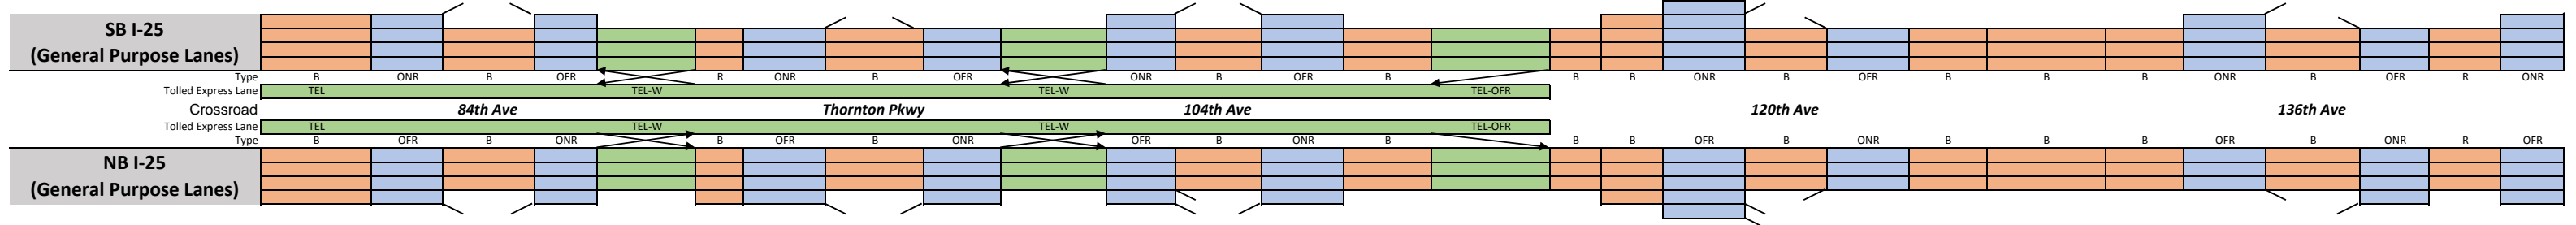 SB I-25
(General Purpose Lanes)
Type B ONR B OFR R ONR B OFR ONR B OFR B B B ONR B OFR B B B ONR B OFR R ONR
Tolled Express Lane TEL TEL-W TEL-W TEL-OFR
Crossroad 84th Ave Thornton Pkwy 104th Ave 120th Ave 136th Ave
Tolled Express Lane TEL TEL-W TEL-W TEL-OFR
Type B OFR B ONR B OFR B ONR OFR B ONR B B B OFR B ONR B B B OFR B ONR R OFR
NB I-25
(General Purpose Lanes)